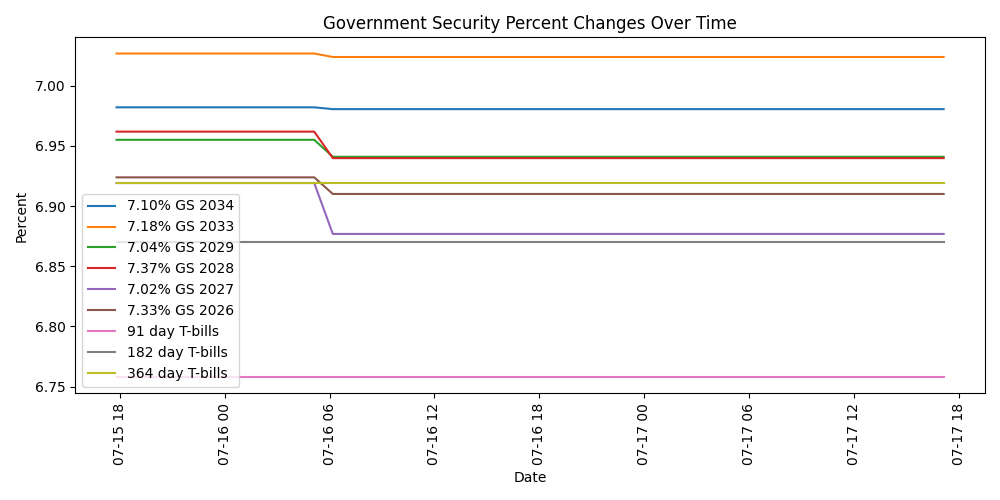 Government Security Percent Changes Over Time
Percent
7.00
6.95
6.90
6.85
6.80
6.75
7.10% GS 2034
7.18% GS 2033
7.04% GS 2029
7.37% GS 2028
7.02% GS 2027
7.33% GS 2026
91 day T-bills
182 day T-bills
364 day T-bills
07-15 18
07-16 00
07-16 06
07-16 12
07-16 18
07-17 00
07-17 06
07-17 12
07-17 18
Date